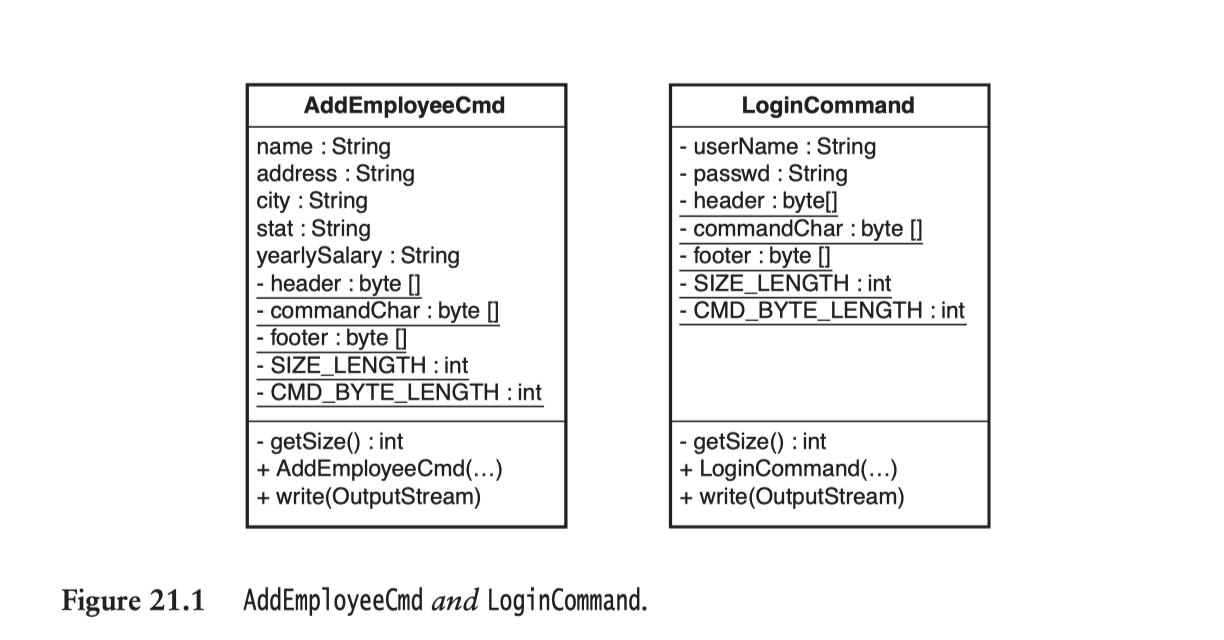 AddEmployeeCmd
name : String
address : String
city : String
stat : String
yearlySalary : String
- header : byte []
- commandChar : byte []
- footer : byte []
- SIZE_LENGTH : int
- CMD_BYTE_LENGTH : int
- getSize() : int
+ AddEmployeeCmd(...)
+ write(OutputStream)
LoginCommand
- userName : String
- passwd : String
- header : byte[]
- commandChar : byte []
- footer : byte []
- SIZE_LENGTH : int
- CMD_BYTE_LENGTH : int
- getSize() : int
+ LoginCommand(...)
+ write(OutputStream)
Figure 21.1 AddEmployeeCmd and LoginCommand.